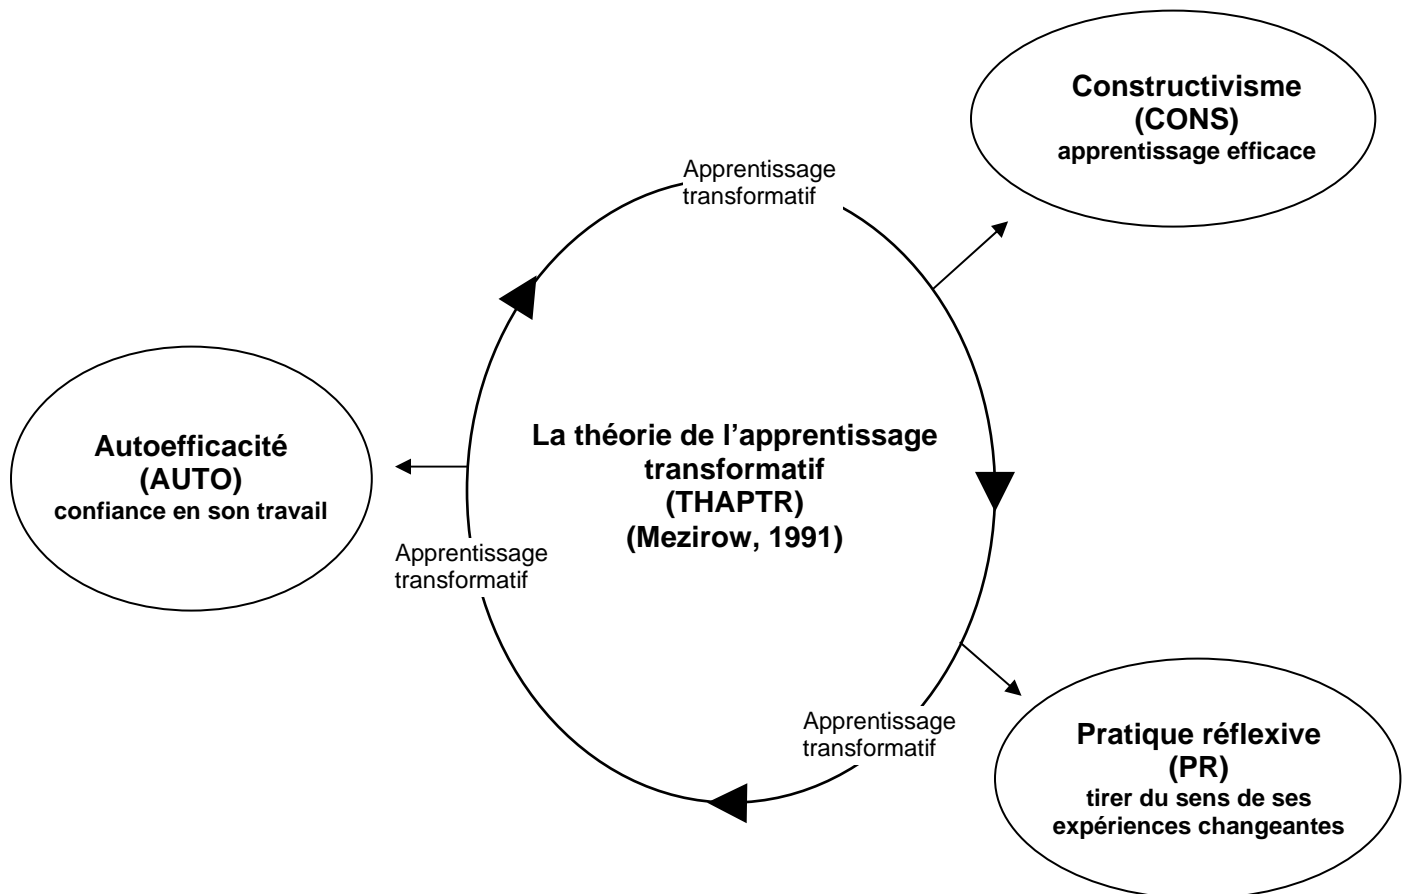 Constructivisme
(CONS)
apprentissage efficace
Apprentissage
transformatif
La théorie de l’apprentissage
transformatif
(THAPTR)
(Mezirow, 1991)
Autoefficacité
(AUTO)
confiance en son travail
Apprentissage
transformatif
Apprentissage
transformatif
Pratique réflexive
(PR)
tirer du sens de ses
expériences changeantes